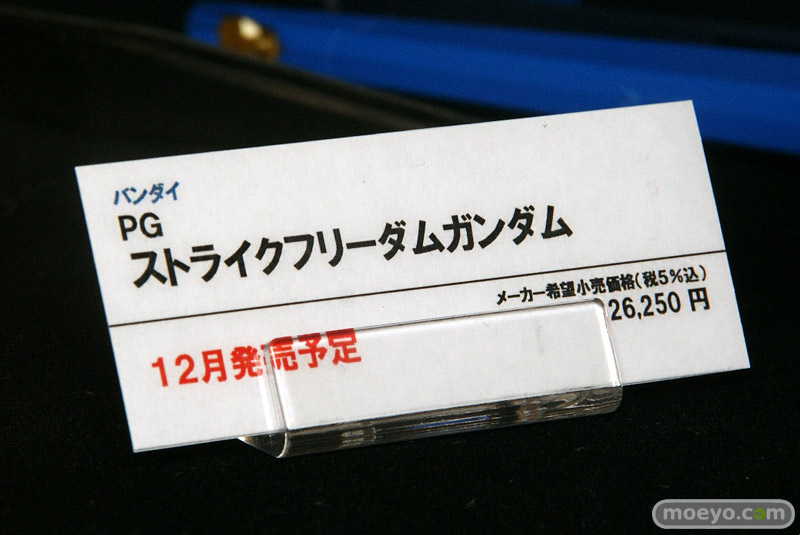 バンダイ
PG
ストライクフリーダムガンダム
メーカー希望小売価格(税5%込)
26,250 円
12月発売予定
moeyo.com